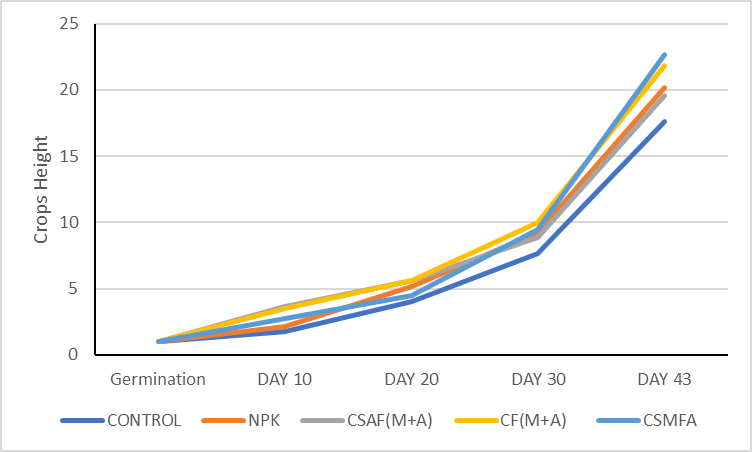 25
20
15
10
5
0
Crops Height
Germination DAY 10 DAY 20 DAY 30 DAY 43
CONTROL NPK CSAF(M+A) CF(M+A) CSMFA